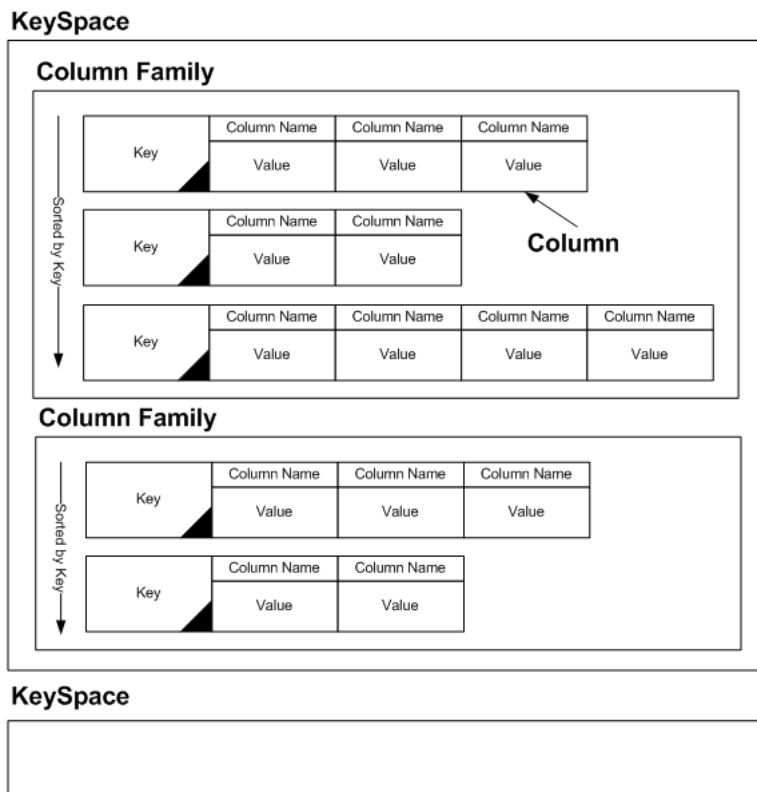 KeySpace
Column Family
Column Name Column Name Column Name
Key Value Value Value
Column Name Column Name
Key Value Value
Column
Column Name Column Name Column Name Column Name
Key Value Value Value Value
Sorted by Key
Column Family
Column Name Column Name Column Name
Key Value Value Value
Column Name Column Name
Key Value Value
Sorted by Key
KeySpace